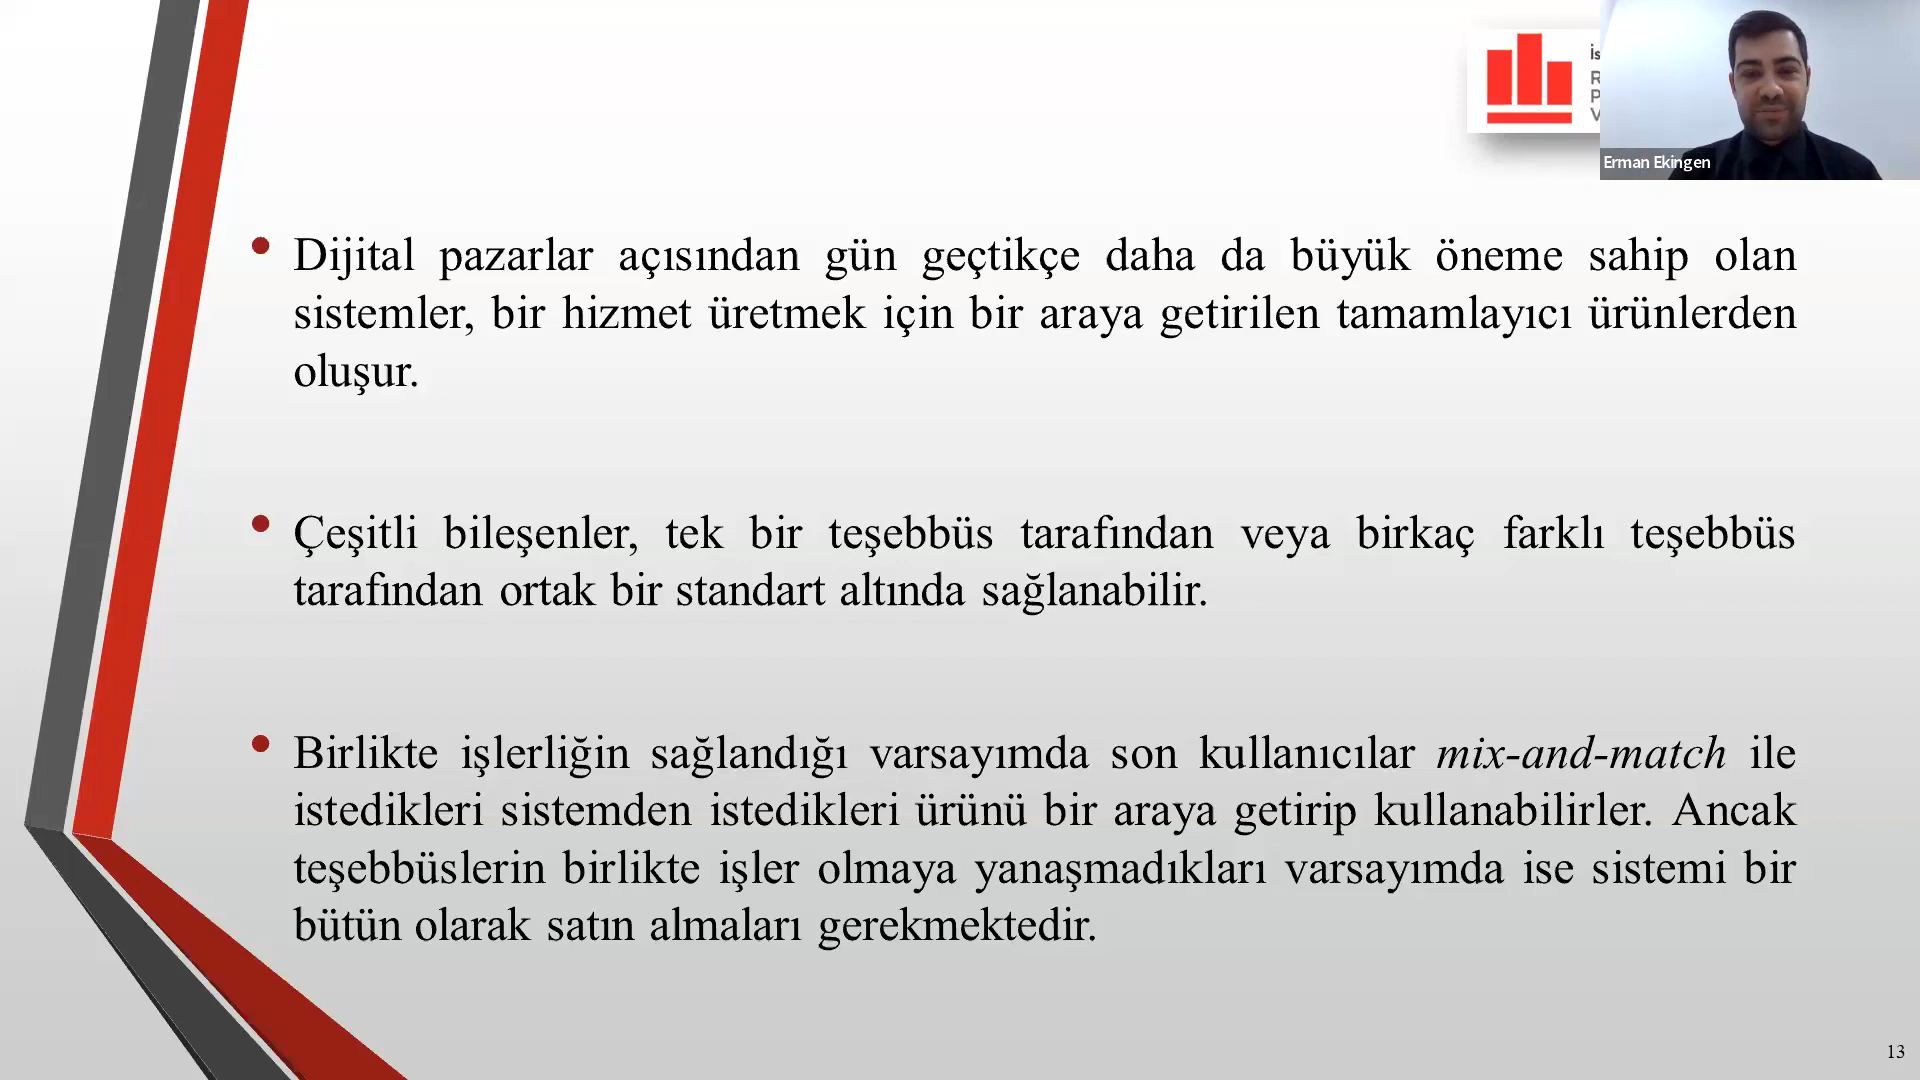 Erman Ekingen
Dijital pazarlar açısından gün geçtikçe daha da büyük öneme sahip olan
sistemler, bir hizmet üretmek için bir araya getirilen tamamlayıcı ürünlerden
oluşur.
Çeşitli bileşenler, tek bir teşebbüs tarafından veya birkaç farklı teşebbüs
tarafından ortak bir standart altında sağlanabilir.
Birlikte işlerliğin sağlandığı varsayımda son kullanıcılar mix-and-match ile
istedikleri sistemden istedikleri ürünü bir araya getirip kullanabilirler. Ancak
teşebbüslerin birlikte işler olmaya yanaşmadıkları varsayımda ise sistemi bir
bütün olarak satın almaları gerekmektedir.
13